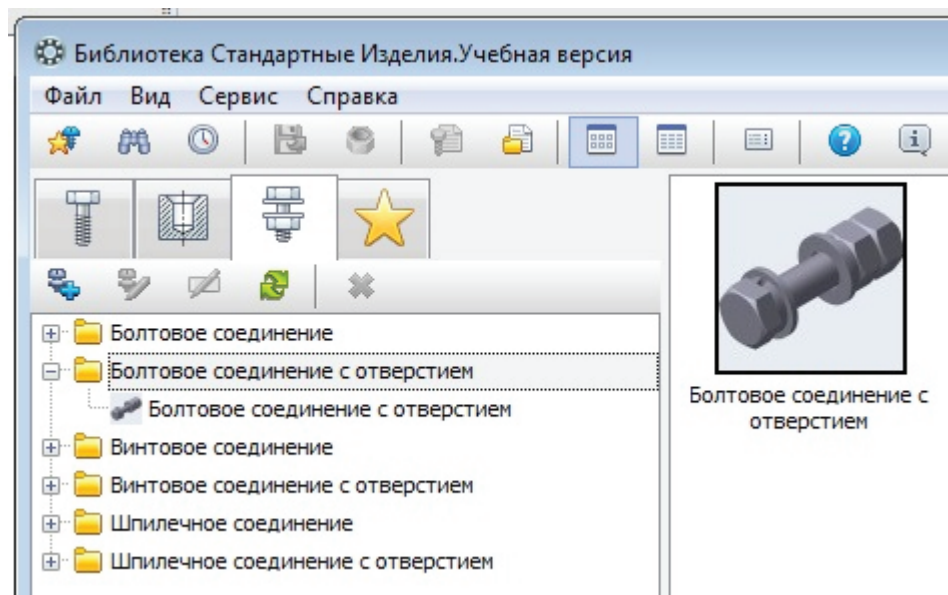 Библиотека Стандартные Изделия.Учебная версия
Файл Вид Сервис Справка
Болтовое соединение
Болтовое соединение с отверстием
Болтовое соединение с отверстием
Винтовое соединение
Винтовое соединение с отверстием
Шпилечное соединение
Шпилечное соединение с отверстием
Болтовое соединение с
отверстием